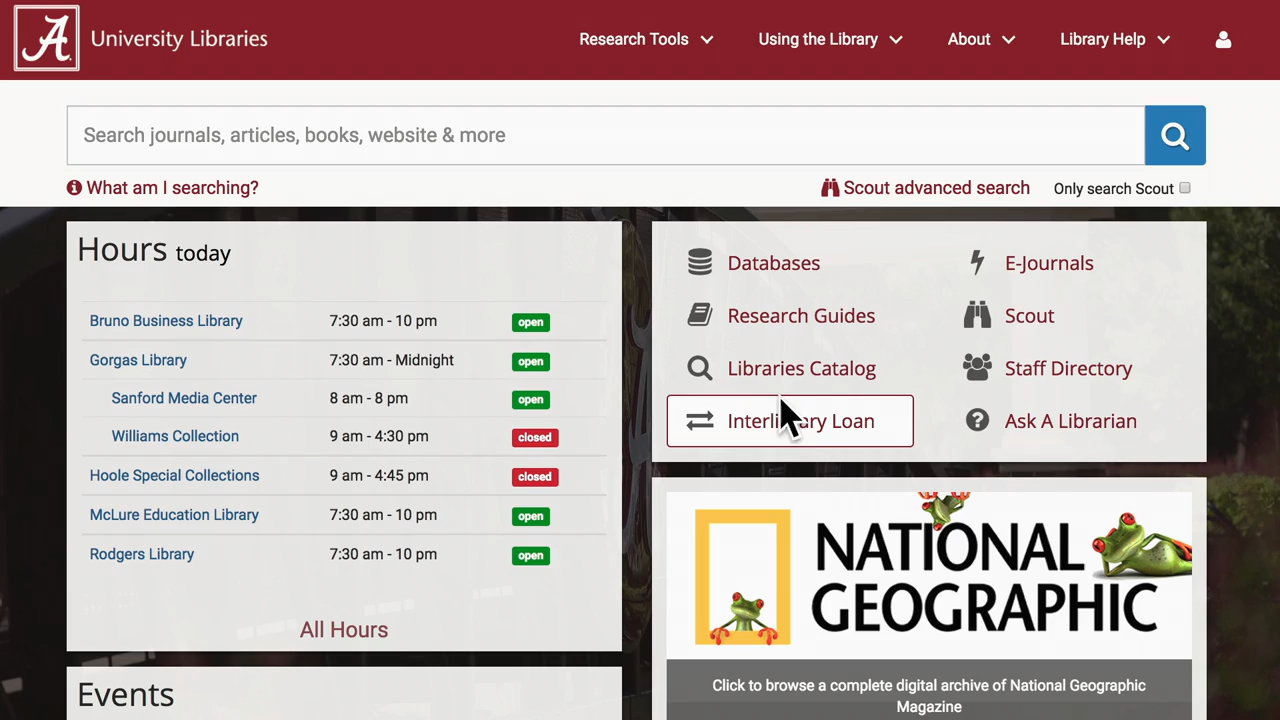 A
University Libraries
Research Tools
Using the Library
About
Library Help
Search journals, articles, books, website & more
What am I searching?
Scout advanced search
Only search Scout
Hours today
Bruno Business Library 7:30 am - 10 pm open
Gorgas Library 7:30 am - Midnight open
Sanford Media Center 8 am - 8 pm open
Williams Collection 9 am - 4:30 pm closed
Hoole Special Collections 9 am - 4:45 pm closed
McLure Education Library 7:30 am - 10 pm open
Rodgers Library 7:30 am - 10 pm open
All Hours
Events
Databases
E-Journals
Research Guides
Scout
Libraries Catalog
Staff Directory
Interlibrary Loan
Ask A Librarian
NATIONAL
GEOGRAPHIC
Click to browse a complete digital archive of National Geographic
Magazine